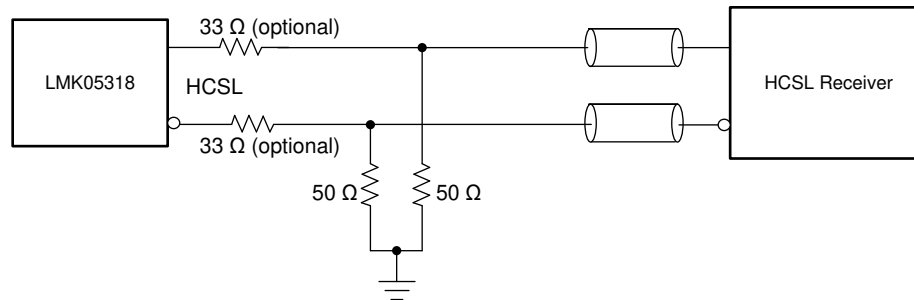 33 Ω (optional)
LMK05318
HCSL
HCSL Receiver
33 Ω (optional)
50 Ω
50 Ω